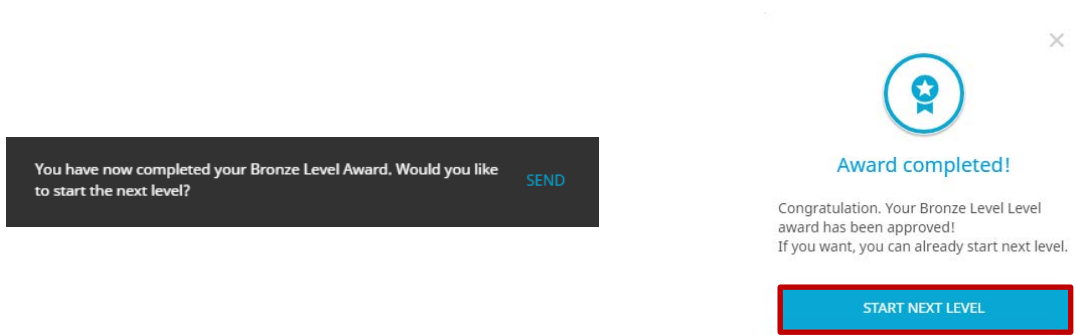 You have now completed your Bronze Level Award. Would you like
to start the next level?
SEND
Award completed!
Congratulation. Your Bronze Level Level
award has been approved!
If you want, you can already start next level.
START NEXT LEVEL